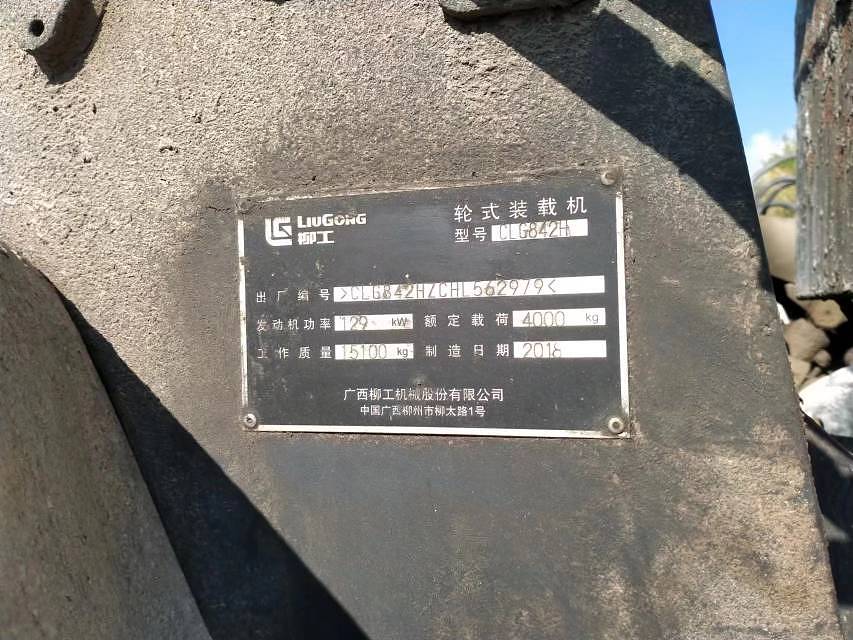 LIUGONG
柳工
轮式装载机
型号 CLG842H
出厂编号 >CLG842HZCHL562979<
发动机功率 129 kW 额定载荷 4000 kg
工作质量 15100 kg 制造日期 2018
广西柳工机械股份有限公司
中国广西柳州市柳太路1号